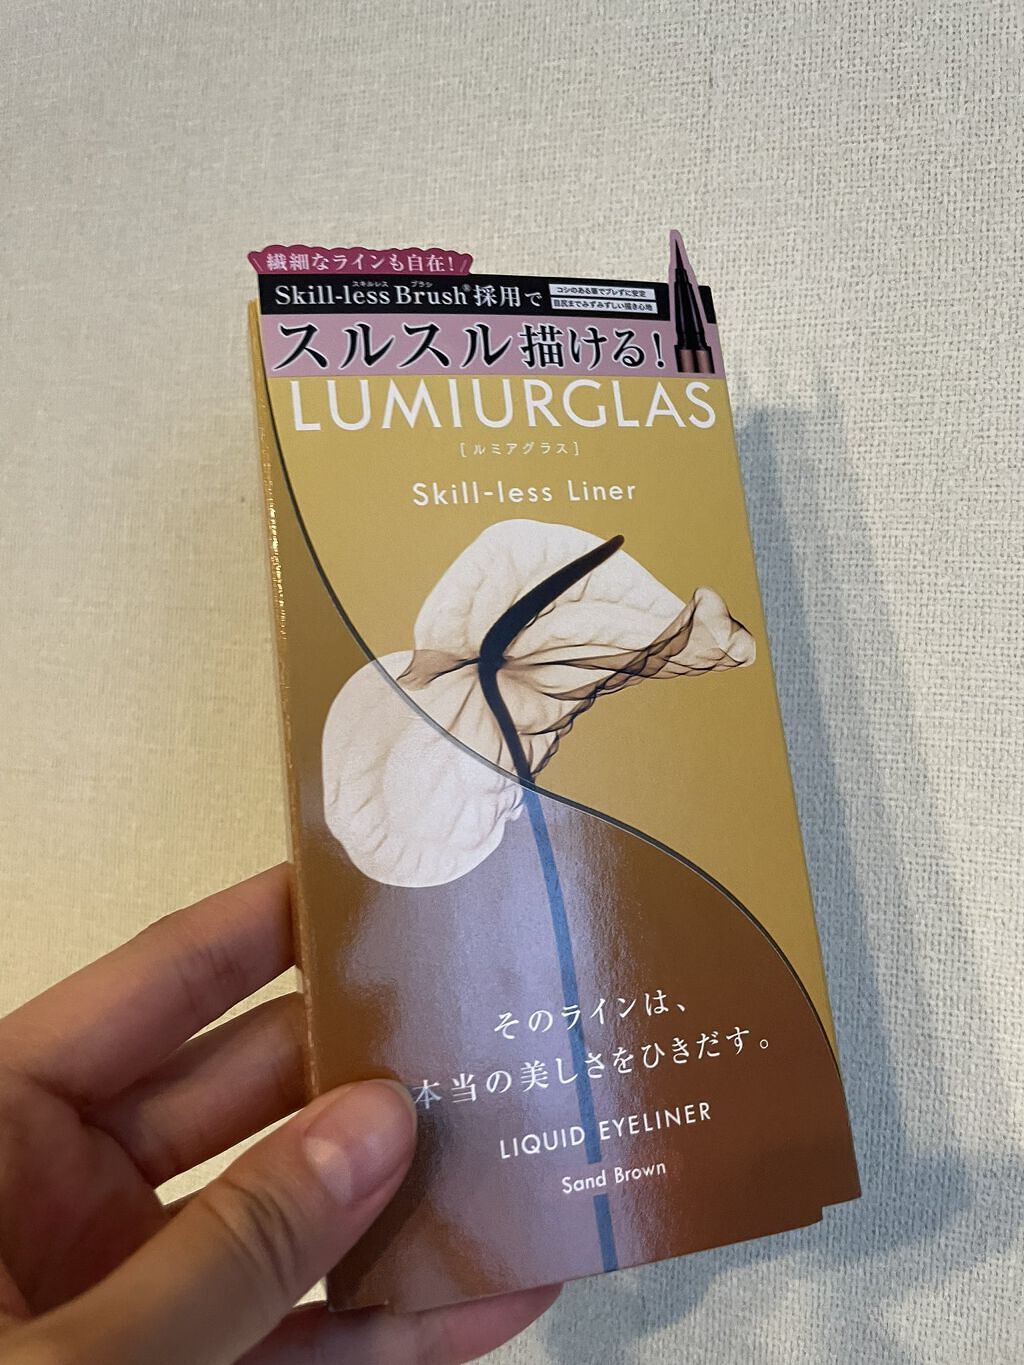 繊細なラインも自在！
スキルレス ブラシ
Skill-less Brush®採用で
コシのある筆でブレずに安定
目尻までみずみずしい描き心地
スルスル描ける！
LUMIURGLAS
［ルミアグラス］
Skill-less Liner
そのラインは、
本当の美しさをひきだす。
LIQUID EYELINER
Sand Brown